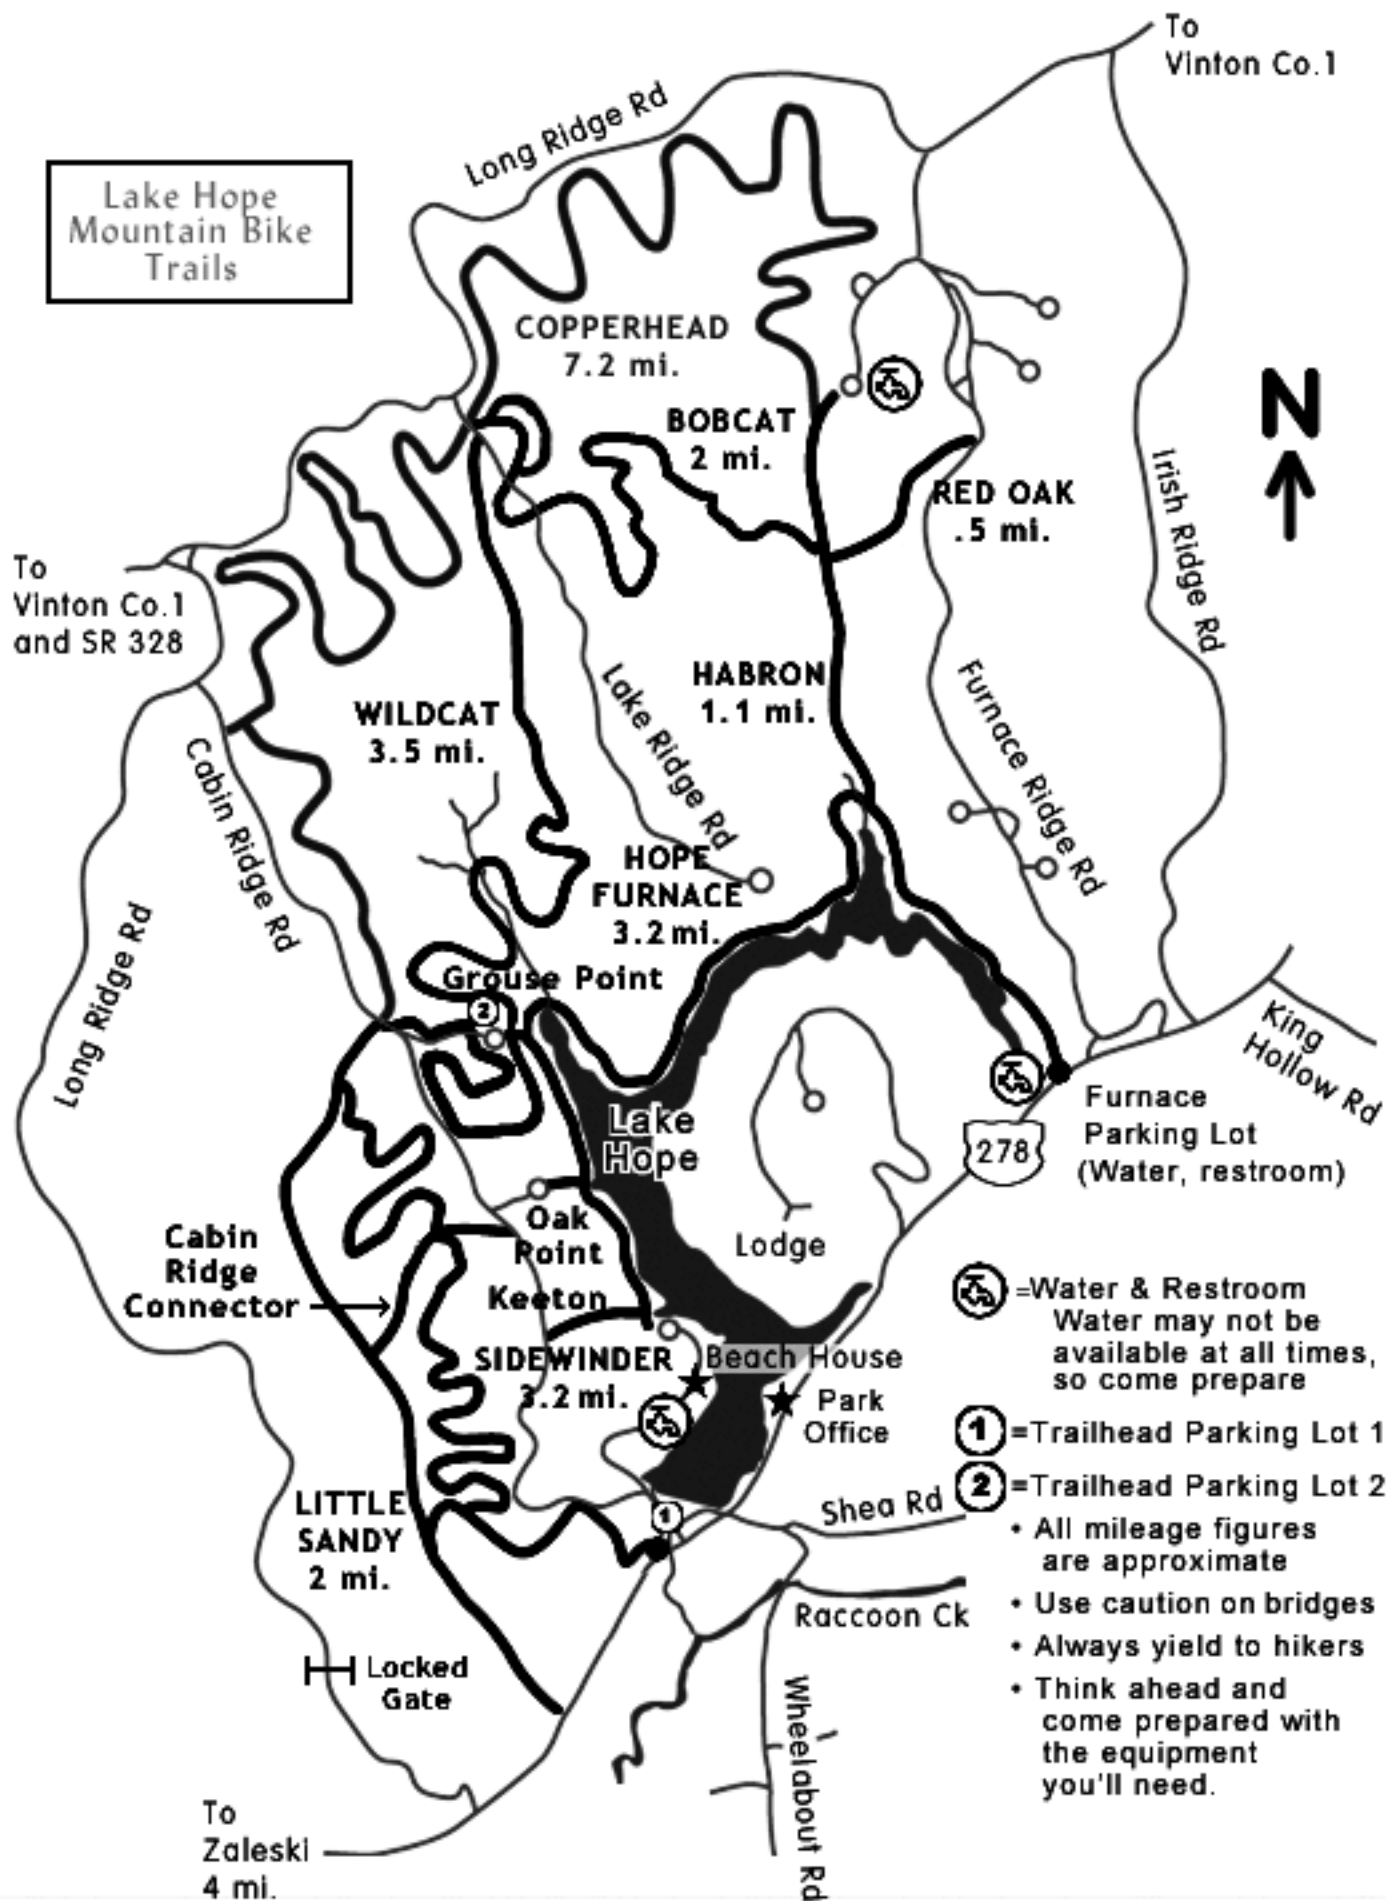 To
Vinton Co.1
Long Ridge Rd
Lake Hope
Mountain Bike
Trails
COPPERHEAD
7.2 mi.
BOBCAT
2 mi.
N
RED OAK
.5 mi.
Irish Ridge Rd
To
Vinton Co.1
and SR 328
HABRON
1.1 mi.
Lake Ridge Rd
Furnace Ridge Rd
WILDCAT
3.5 mi.
Cabin Ridge Rd
HOPE
FURNACE
3.2 mi.
Grouse Point
2
Long Ridge Rd
King
Hollow Rd
Furnace
Parking Lot
(Water, restroom)
278
Lake
Hope
Oak
Point
Lodge
Cabin
Ridge
Connector
Keeton
SIDEWINDER
3.2 mi.
Beach House
Park
Office
=Water & Restroom
Water may not be
available at all times,
so come prepare
1 =Trailhead Parking Lot 1
2 =Trailhead Parking Lot 2
• All mileage figures
are approximate
• Use caution on bridges
• Always yield to hikers
• Think ahead and
come prepared with
the equipment
you'll need.
LITTLE
SANDY
2 mi.
1
Shea Rd
Raccoon Ck
Locked
Gate
Wheelabout Rd
To
Zaleski
4 mi.